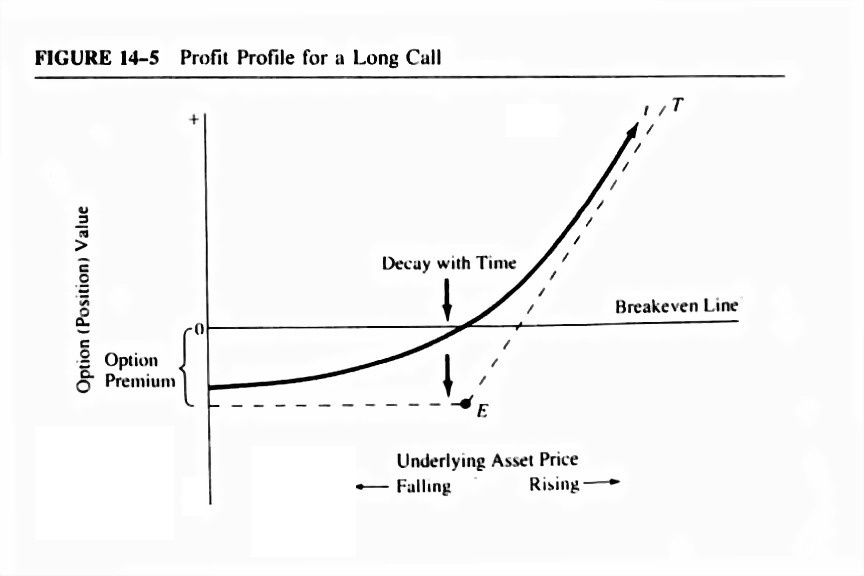 FIGURE 14–5 Profit Profile for a Long Call
+
t
T
Option (Position) Value
Decay with Time
Breakeven Line
0
Option
Premium
E
Underlying Asset Price
Falling
Rising